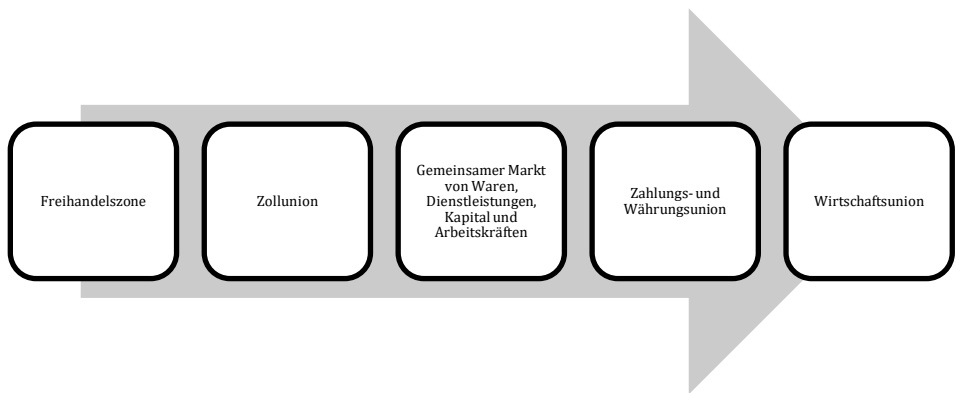 Freihandelszone
Zollunion
Gemeinsamer Markt
von Waren,
Dienstleistungen,
Kapital und
Arbeitskräften
Zahlungs- und
Währungsunion
Wirtschaftsunion